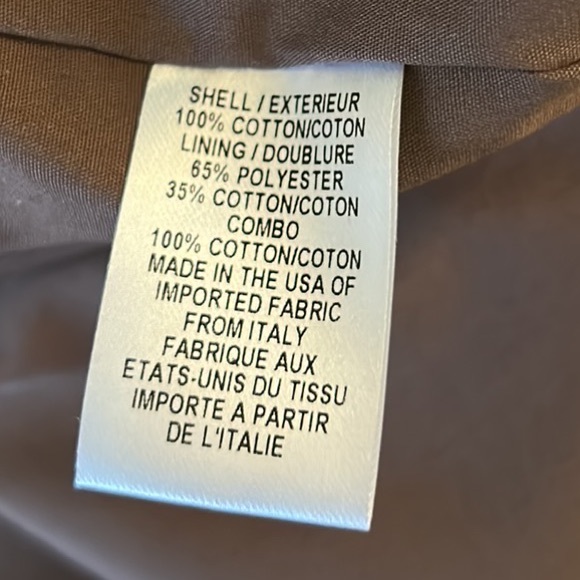 SHELL / EXTERIEUR
100% COTTON/COTON
LINING / DOUBLURE
65% POLYESTER
35% COTTON/COTON
COMBO
100% COTTON/COTON
MADE IN THE USA OF
IMPORTED FABRIC
FROM ITALY
FABRIQUE AUX
ETATS-UNIS DU TISSU
IMPORTE A PARTIR
DE L'ITALIE